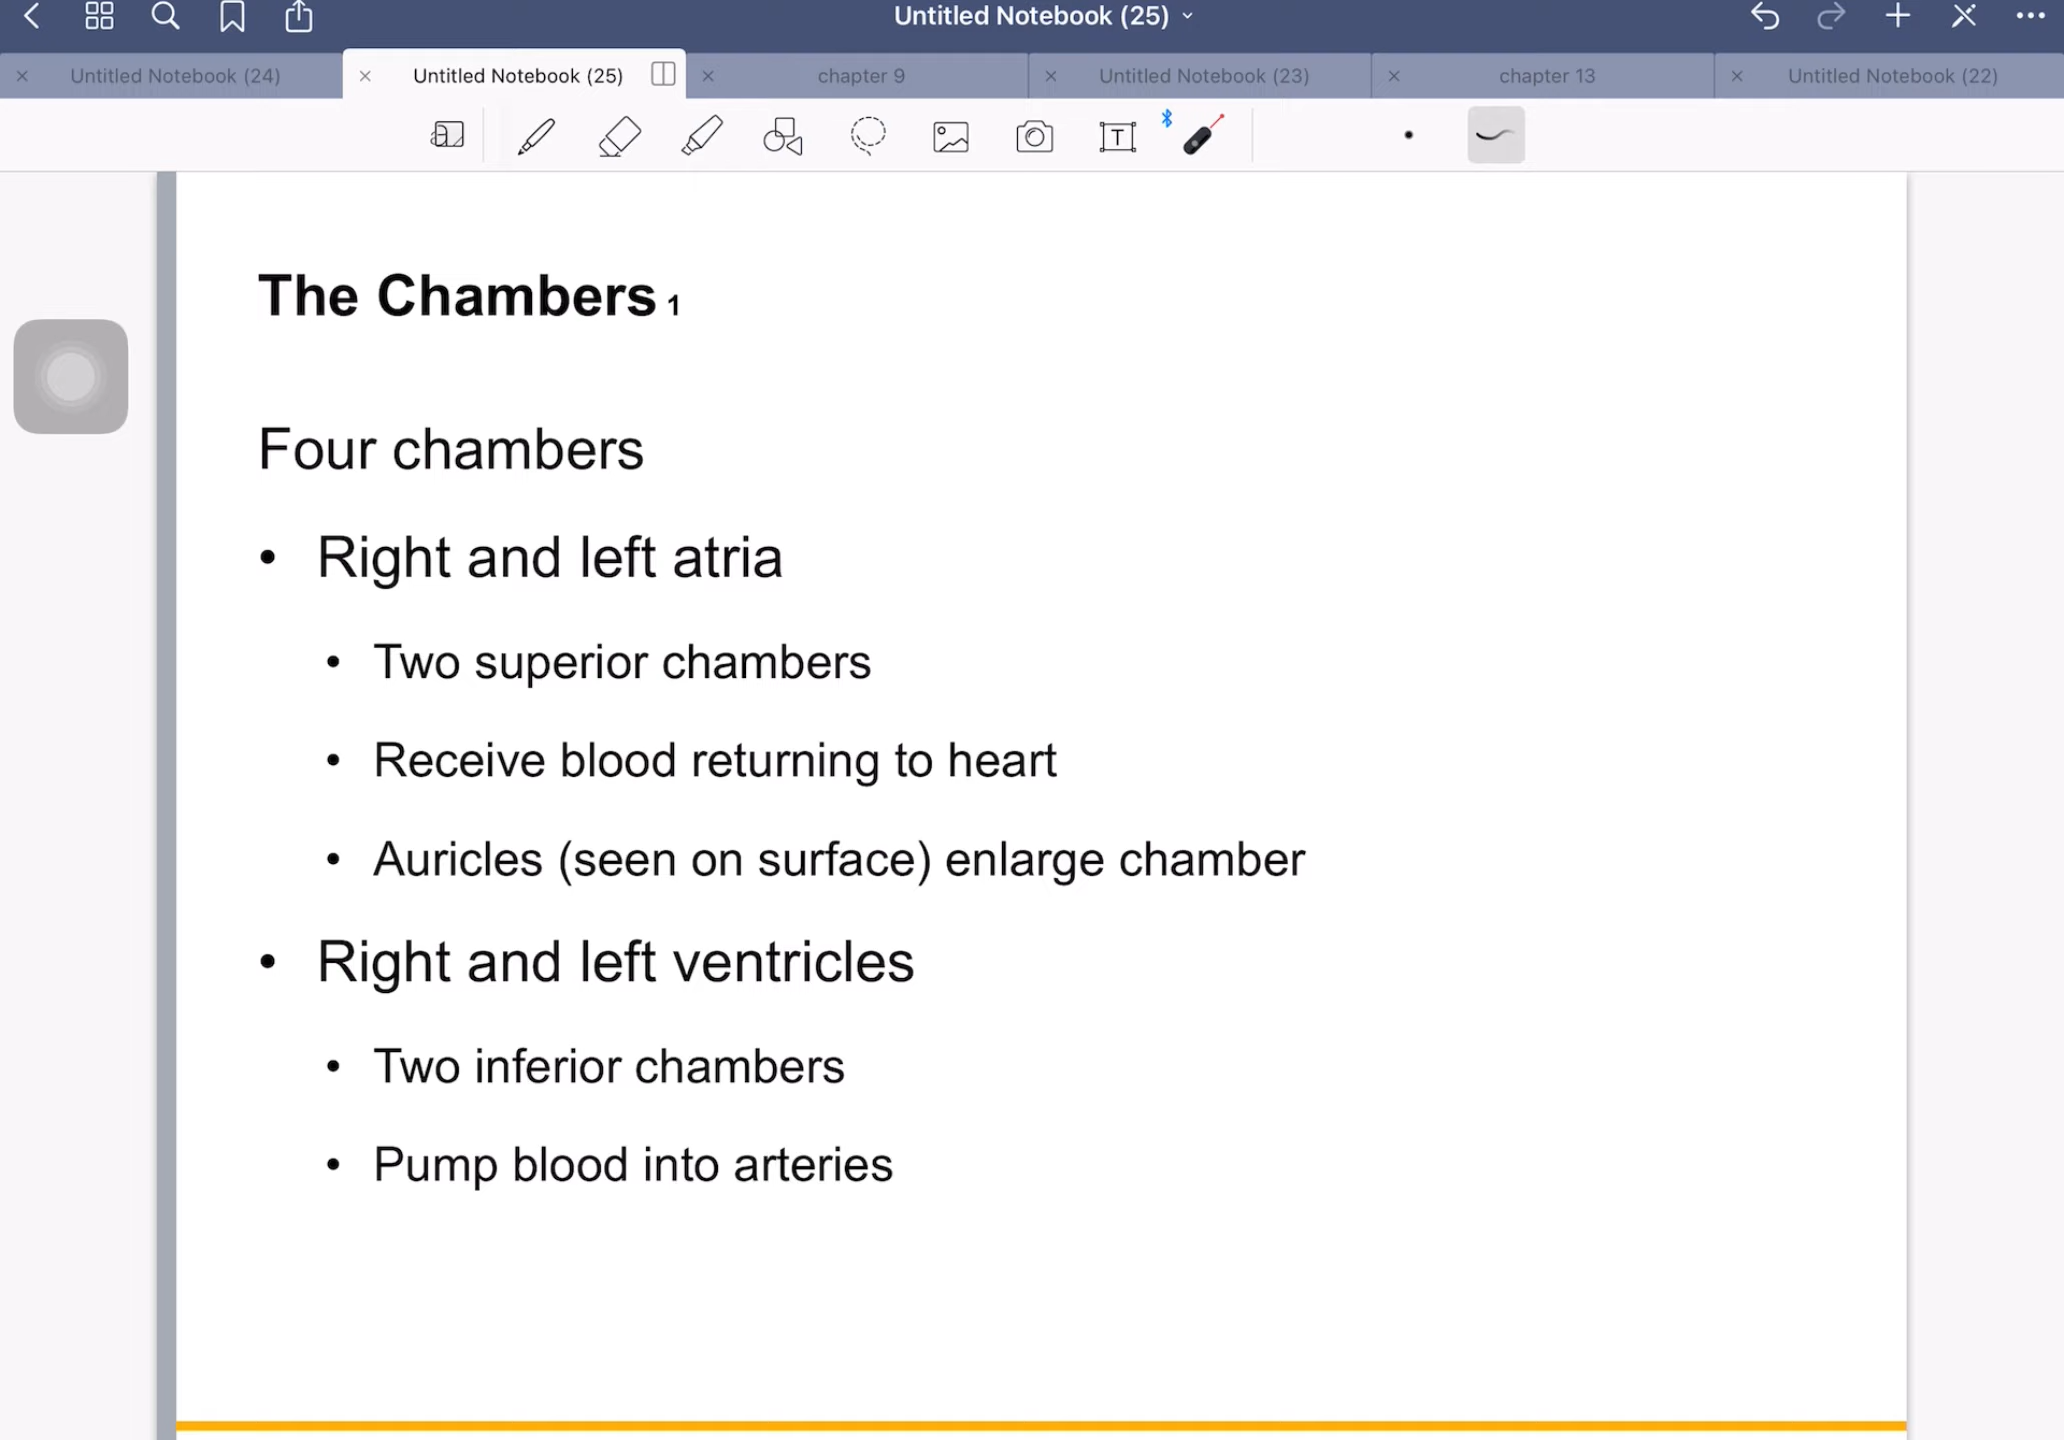 Untitled Notebook (25)
Untitled Notebook (24)
Untitled Notebook (25)
chapter 9
Untitled Notebook (23)
chapter 13
Untitled Notebook (22)
The Chambers 1
Four chambers
• Right and left atria
• Two superior chambers
• Receive blood returning to heart
• Auricles (seen on surface) enlarge chamber
• Right and left ventricles
• Two inferior chambers
• Pump blood into arteries